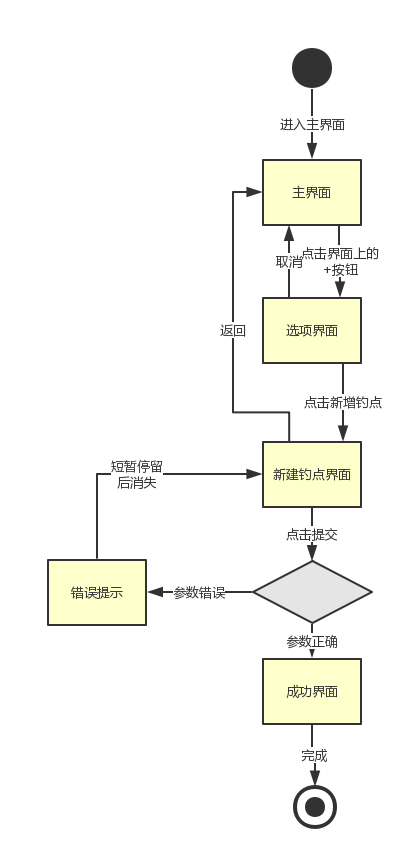 进入主界面
主界面
点击界面上的
+按钮
取消
选项界面
返回
点击新增钓点
新建钓点界面
短暂停留
后消失
点击提交
错误提示
参数错误
参数正确
成功界面
完成